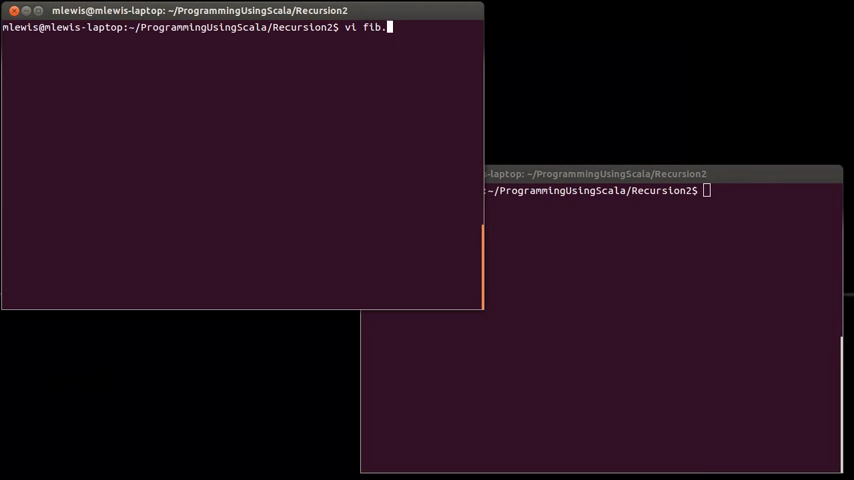 mlewis@mlewis-laptop: ~/ProgrammingUsingScala/Recursion2
mlewis@mlewis-laptop:~/ProgrammingUsingScala/Recursion2$ vi fib.
-laptop: ~/ProgrammingUsingScala/Recursion2
:~/ProgrammingUsingScala/Recursion2$